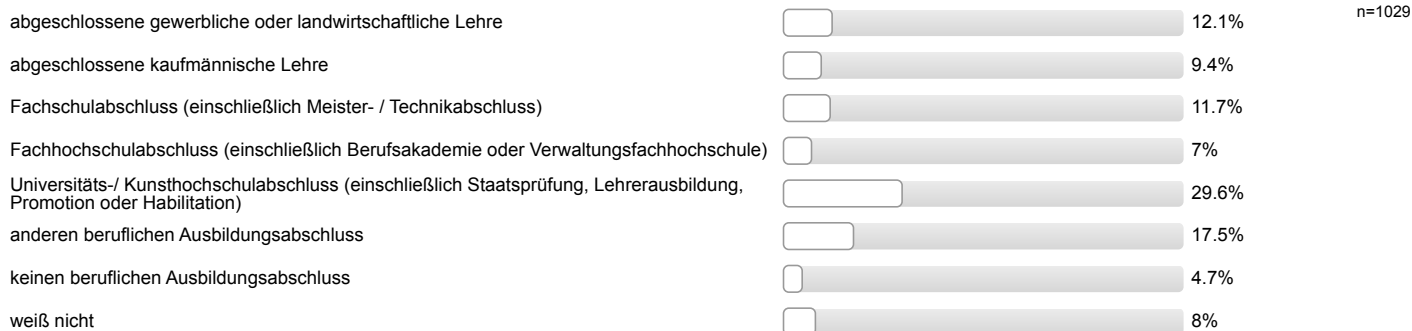 abgeschlossene gewerbliche oder landwirtschaftliche Lehre 12.1% n=1029
abgeschlossene kaufmännische Lehre 9.4%
Fachschulabschluss (einschließlich Meister- / Technikabschluss) 11.7%
Fachhochschulabschluss (einschließlich Berufsakademie oder Verwaltungsfachhochschule) 7%
Universitäts-/ Kunsthochschulabschluss (einschließlich Staatsprüfung, Lehrerausbildung,
Promotion oder Habilitation) 29.6%
anderen beruflichen Ausbildungsabschluss 17.5%
keinen beruflichen Ausbildungsabschluss 4.7%
weiß nicht 8%